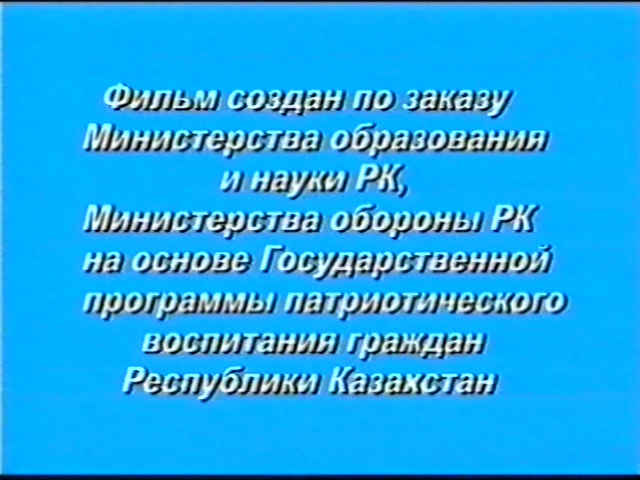 Фильм создан по заказу
Министерства образования
и науки РК,
Министерства обороны РК
на основе Государственной
программы патриотического
воспитания граждан
Республики Казахстан